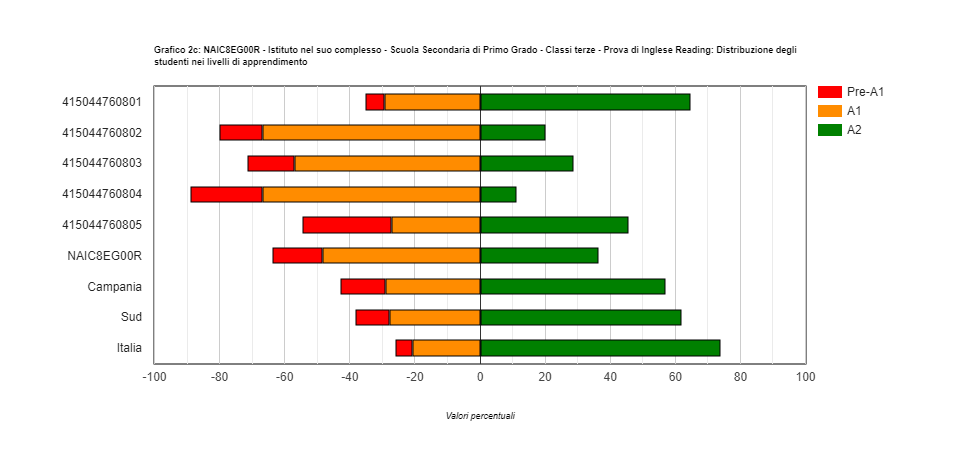 Grafico 2c: NAIC8EG00R - Istituto nel suo complesso - Scuola Secondaria di Primo Grado - Classi terze - Prova di Inglese Reading: Distribuzione degli
studenti nei livelli di apprendimento
415044760801
415044760802
415044760803
415044760804
415044760805
NAIC8EG00R
Campania
Sud
Italia
-100 -80 -60 -40 -20 0 20 40 60 80 100
Valori percentuali
Pre-A1
A1
A2